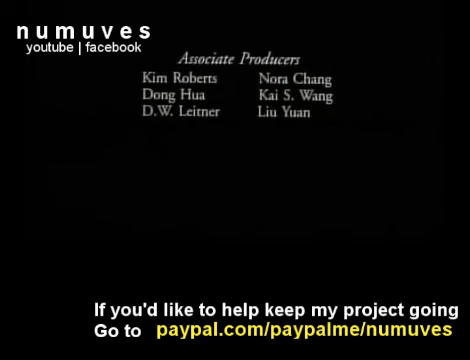 n u m u v e s
youtube | facebook
Associate Producers
Kim Roberts Nora Chang
Dong Hua Kai S. Wang
D.W. Leitner Liu Yuan
If you'd like to help keep my project going
Go to paypal.com/paypalme/numuves